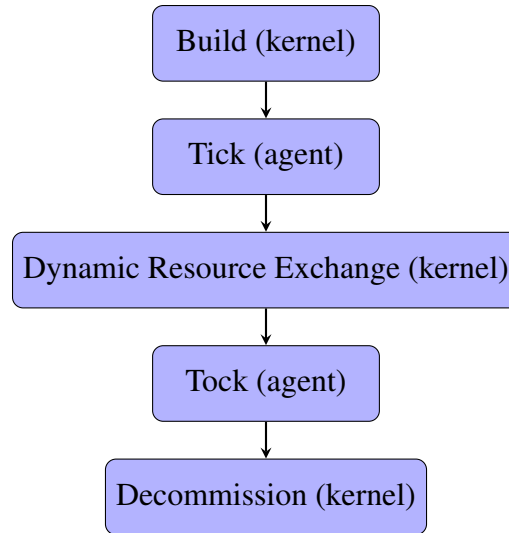 Build (kernel)
Tick (agent)
Dynamic Resource Exchange (kernel)
Tock (agent)
Decommission (kernel)